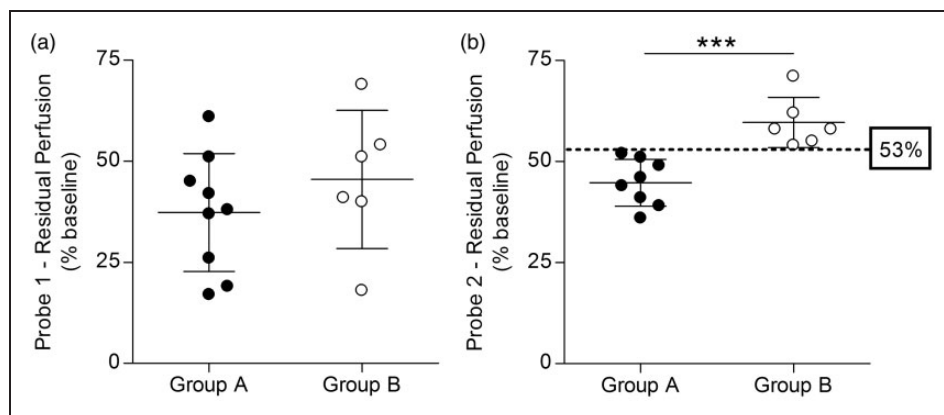 (a)
Probe 1 - Residual Perfusion
(% baseline)
75
50
25
0
Group A
Group B
(b)
***
Probe 2 - Residual Perfusion
(% baseline)
75
50
25
0
53%
Group A
Group B